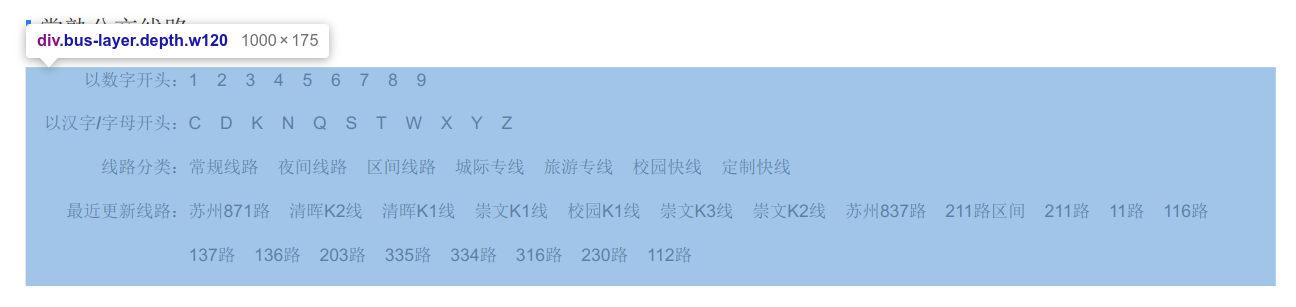 常熟公交线路
div.bus-layer.depth.w120 1000×175
以数字开头：1 2 3 4 5 6 7 8 9
以汉字/字母开头：C D K N Q S T W X Y Z
线路分类：常规线路 夜间线路 区间线路 城际专线 旅游专线 校园快线 定制快线
最近更新线路：苏州871路 清晖K2线 清晖K1线 崇文K1线 校园K1线 崇文K3线 崇文K2线 苏州837路 211路区间 211路 11路 116路
137路 136路 203路 335路 334路 316路 230路 112路